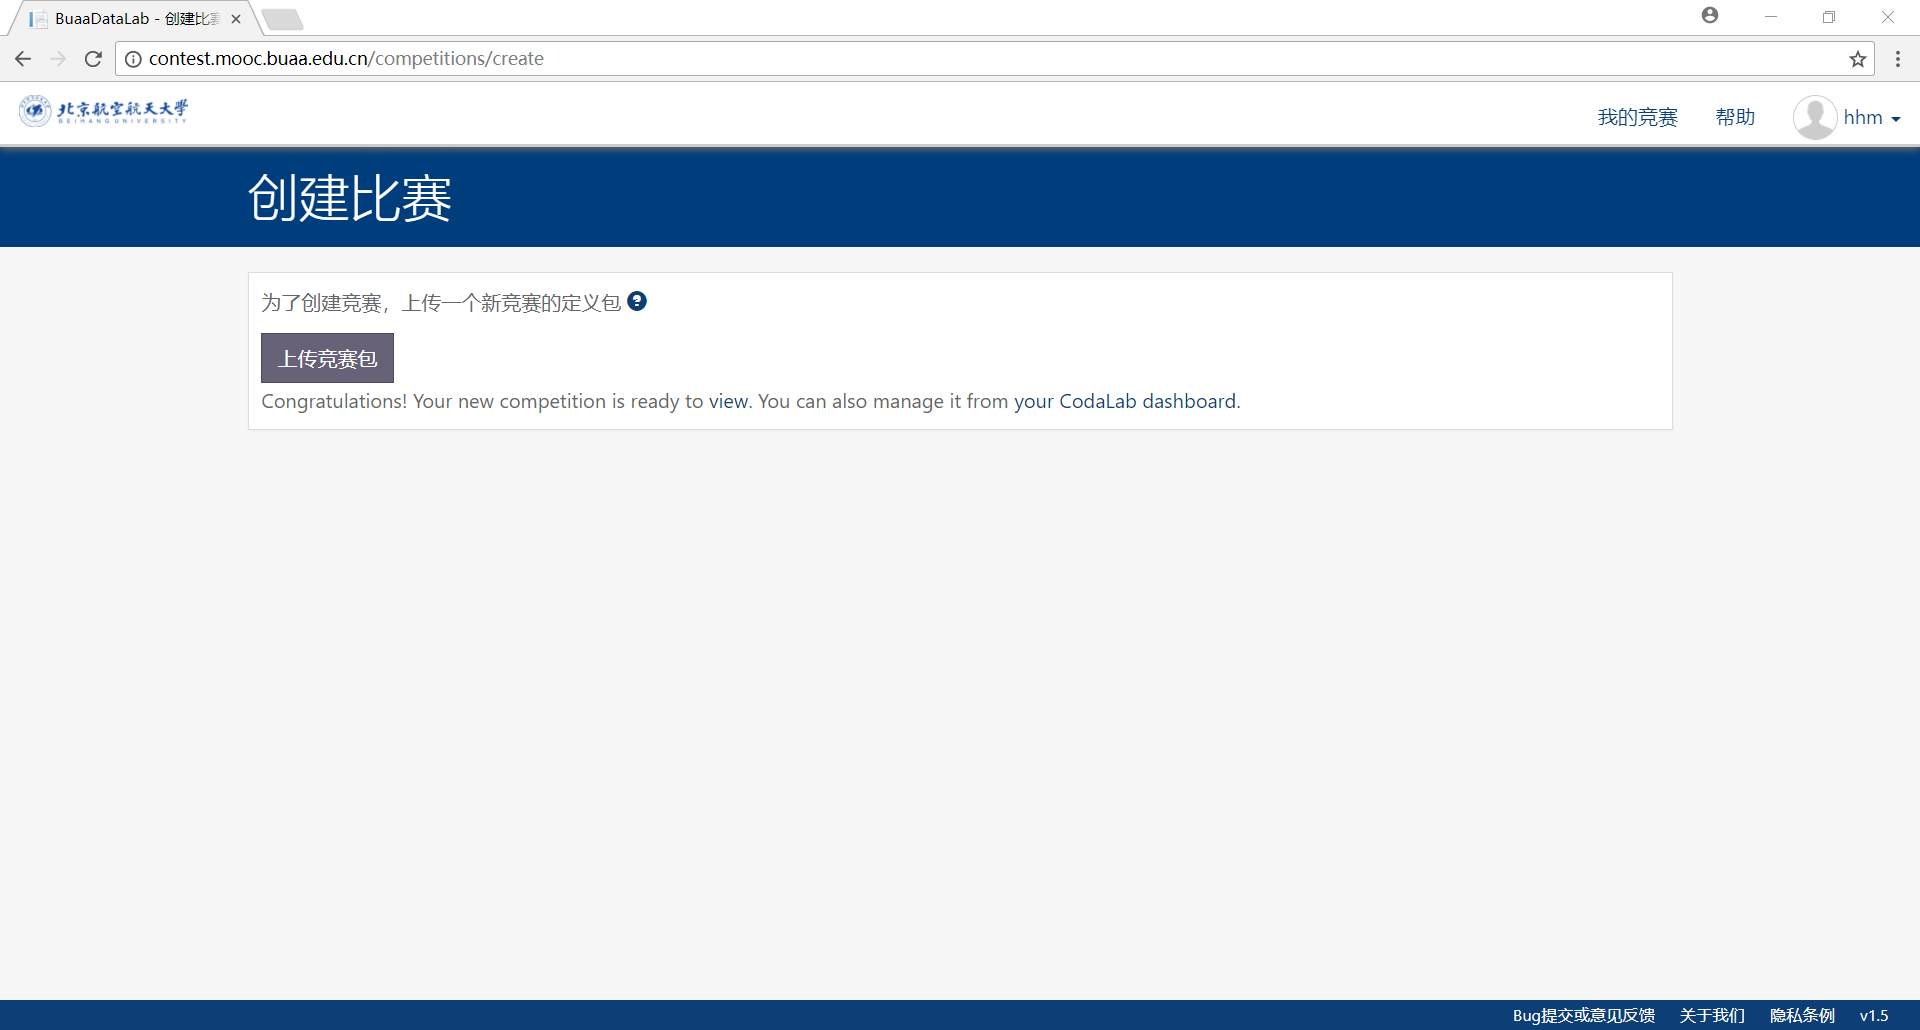 BuaaDataLab - 创建比赛
contest.mooc.buaa.edu.cn/competitions/create
北京航空航天大学
BEIHANG UNIVERSITY
我的竞赛
帮助
hhm
创建比赛
为了创建竞赛，上传一个新竞赛的定义包
上传竞赛包
Congratulations! Your new competition is ready to view. You can also manage it from your CodaLab dashboard.
Bug提交或意见反馈 关于我们 隐私条例 v1.5